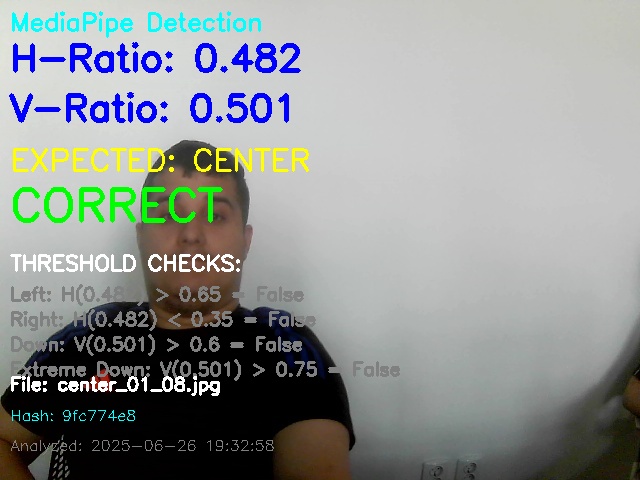 MediaPipe Detection
H-Ratio: 0.482
V-Ratio: 0.501
EXPECTED: CENTER
CORRECT
THRESHOLD CHECKS:
Left: H(0.482) > 0.65 = False
Right: H(0.482) < 0.35 = False
Down: V(0.501) > 0.6 = False
Extreme Down: V(0.501) > 0.75 = False
File: center_01_08.jpg
Hash: 9fc774e8
Analyzed: 2025-06-26 19:32:58